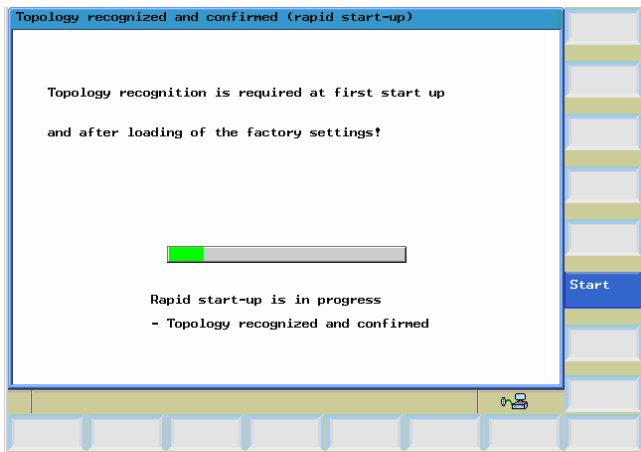 Topology recognized and confirmed (rapid start-up)
Topology recognition is required at first start up
and after loading of the factory settings!
Start
Rapid start-up is in progress
- Topology recognized and confirmed